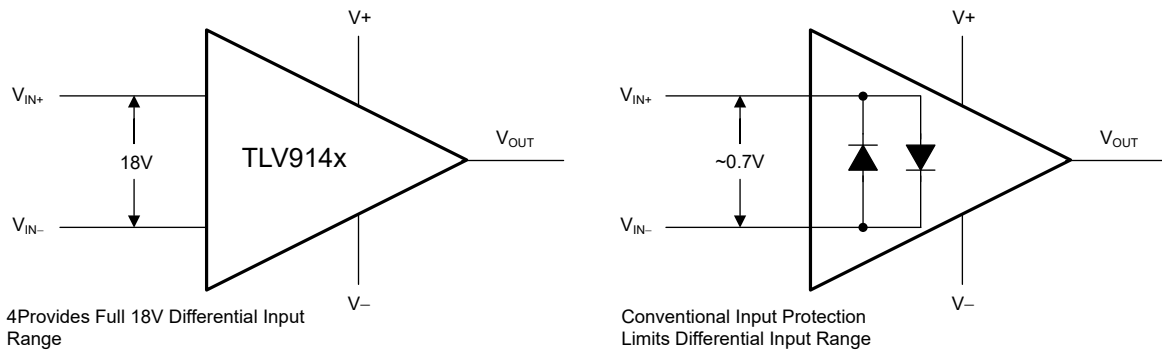 V+
VIN+
18V
TLV914x
VOUT
VIN–
V–
4Provides Full 18V Differential Input
Range
V+
VIN+
~0.7V
VOUT
VIN–
V–
Conventional Input Protection
Limits Differential Input Range